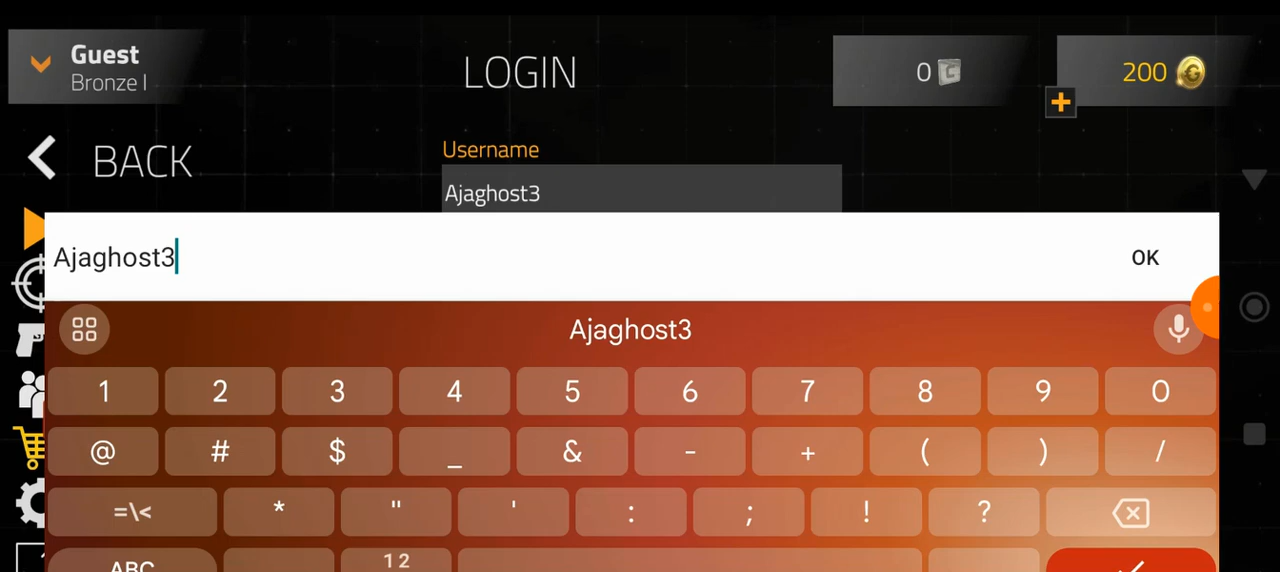 Guest
Bronze I
LOGIN
0
200
BACK
Username
Ajaghost3
Ajaghost3
OK
Ajaghost3
1 2 3 4 5 6 7 8 9 0
@ # $ _ & - + ( ) /
=\< * " ' : ; ! ?
ABC 12